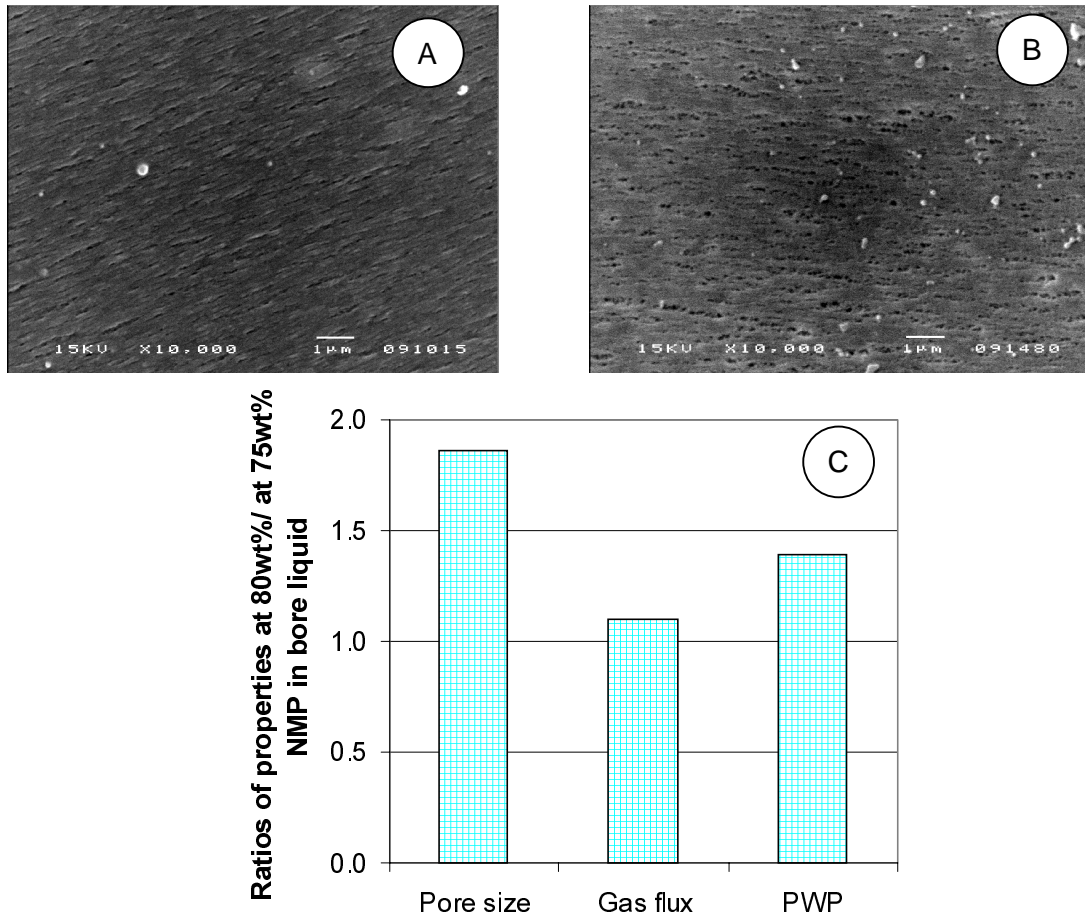 A
B
15KV X10,000 1µm 091015
15KV X10,000 1µm 091480
C
Ratios of properties at 80wt%/ at 75wt%
NMP in bore liquid
2.0
1.5
1.0
0.5
0.0
Pore size Gas flux PWP